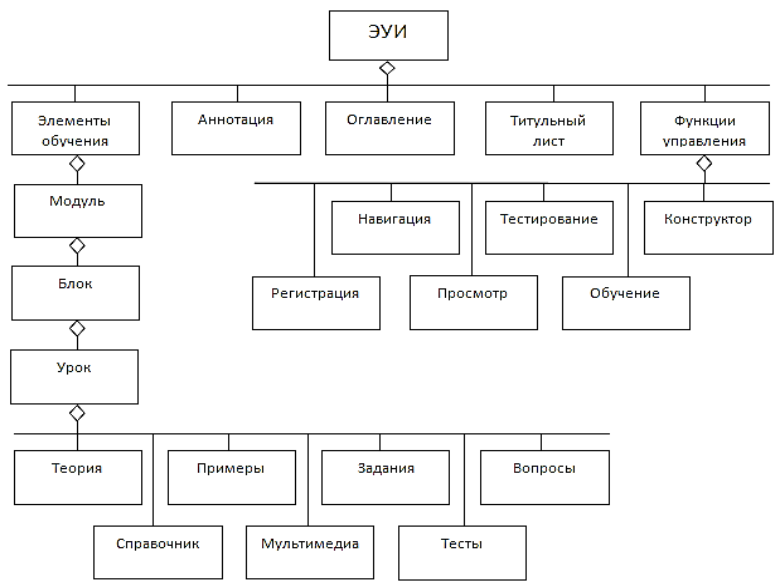 ЭУИ
Элементы
обучения
Аннотация
Оглавление
Титульный
лист
Функции
управления
Модуль
Навигация
Тестирование
Конструктор
Блок
Регистрация
Просмотр
Обучение
Урок
Теория
Примеры
Задания
Вопросы
Справочник
Мультимедиа
Тесты